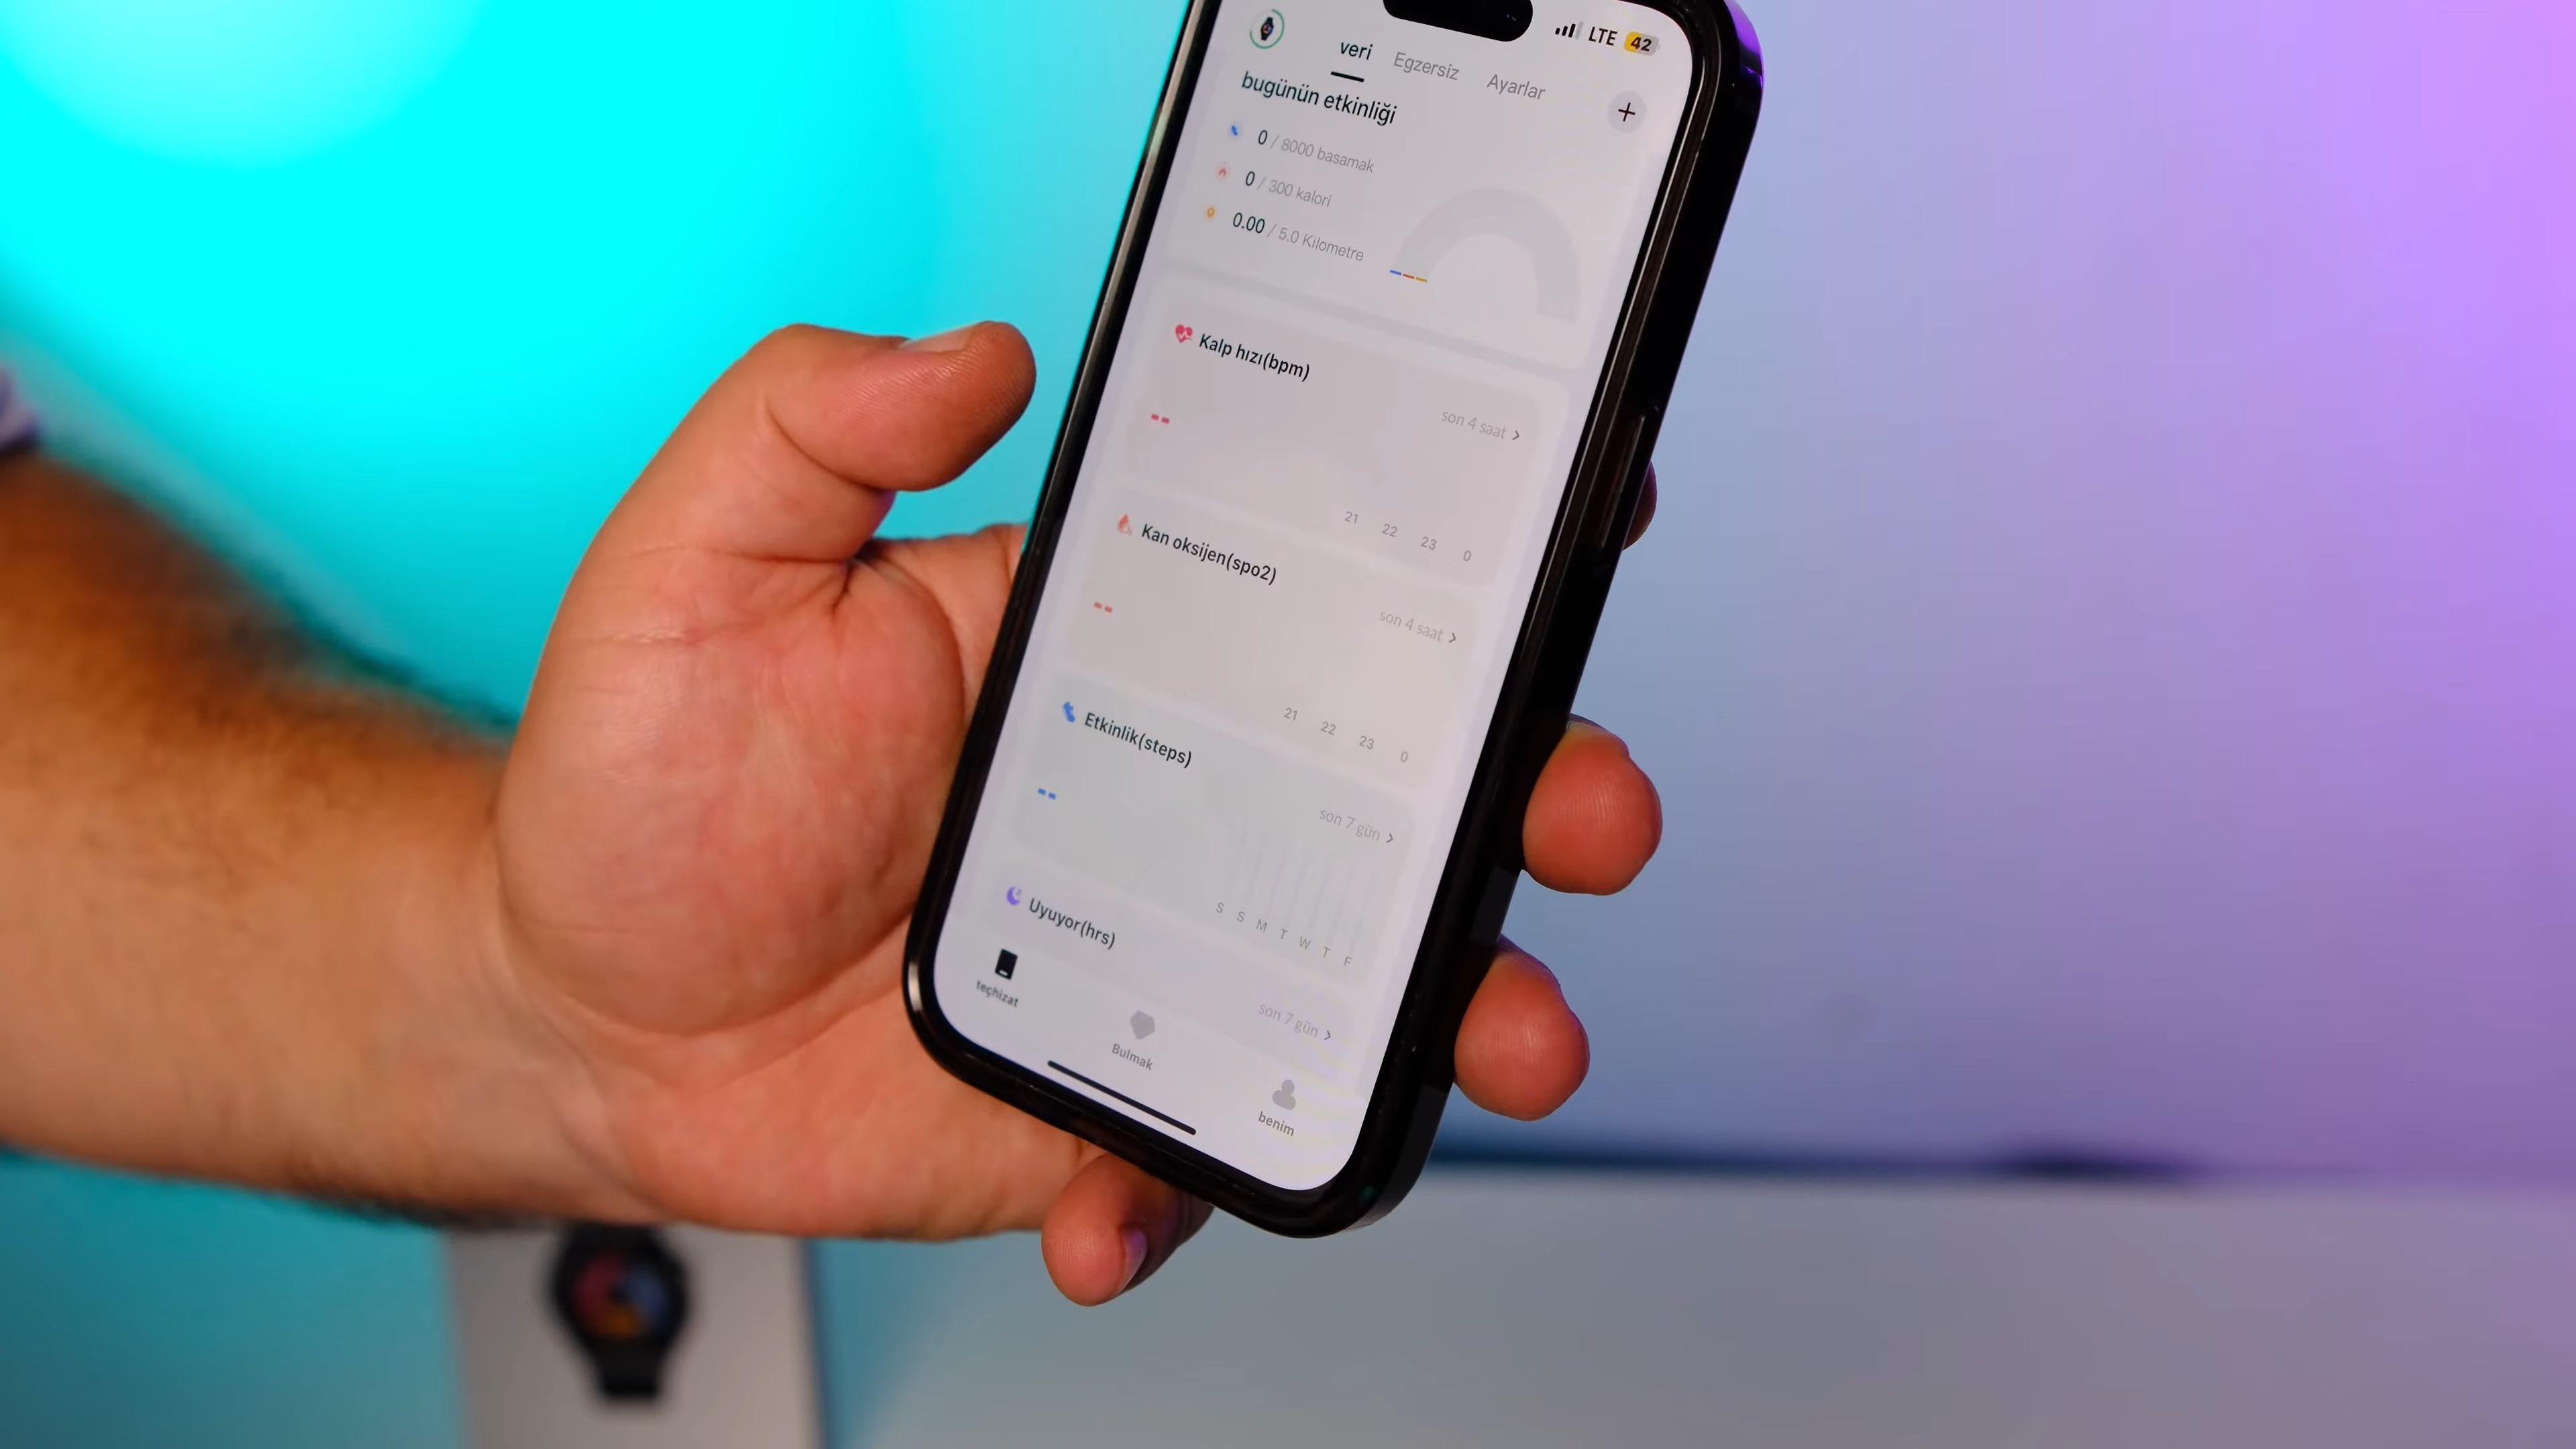 LTE 42
veri Egzersiz Ayarlar
bugünün etkinliği
0 / 8000 basamak
0 / 300 kalori
0.00 / 5.0 Kilometre
Kalp hızı(bpm)
son 4 saat >
--
21 22 23 0
Kan oksijen(spo2)
son 4 saat >
--
21 22 23 0
Etkinlik(steps)
son 7 gün >
--
S S M T W T F
Uyuyor(hrs)
son 7 gün >
teçhizat
Bulmak
benim